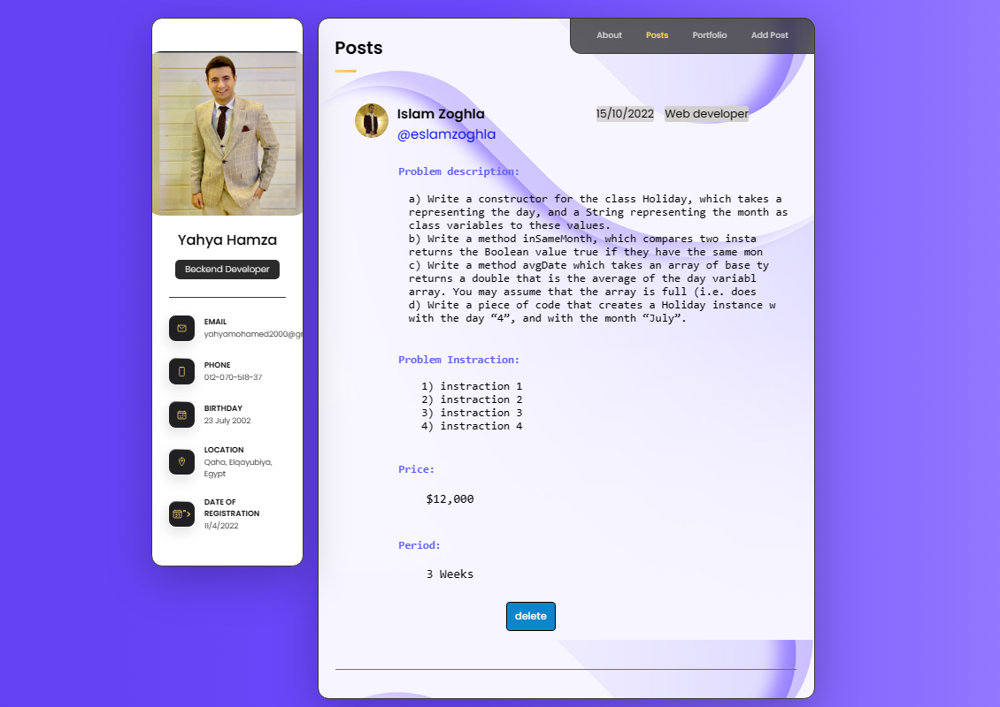 Yahya Hamza
Beckend Developer
EMAIL
yahyamohamed2000@gm
PHONE
012-070-518-37
BIRTHDAY
23 July 2002
LOCATION
Qaha, Elqayubiya,
Egypt
DATE OF
REGISTRATION
11/4/2022
About Posts Portfolio Add Post
Posts
Islam Zoghla
@eslamzoghla
15/10/2022 Web developer
Problem description:
a) Write a constructor for the class Holiday, which takes a
representing the day, and a String representing the month as
class variables to these values.
b) Write a method inSameMonth, which compares two insta
returns the Boolean value true if they have the same mon
c) Write a method avgDate which takes an array of base ty
returns a double that is the average of the day variabl
array. You may assume that the array is full (i.e. does
d) Write a piece of code that creates a Holiday instance w
with the day “4”, and with the month “July”.
Problem Instraction:
1) instraction 1
2) instraction 2
3) instraction 3
4) instraction 4
Price:
$12,000
Period:
3 Weeks
delete